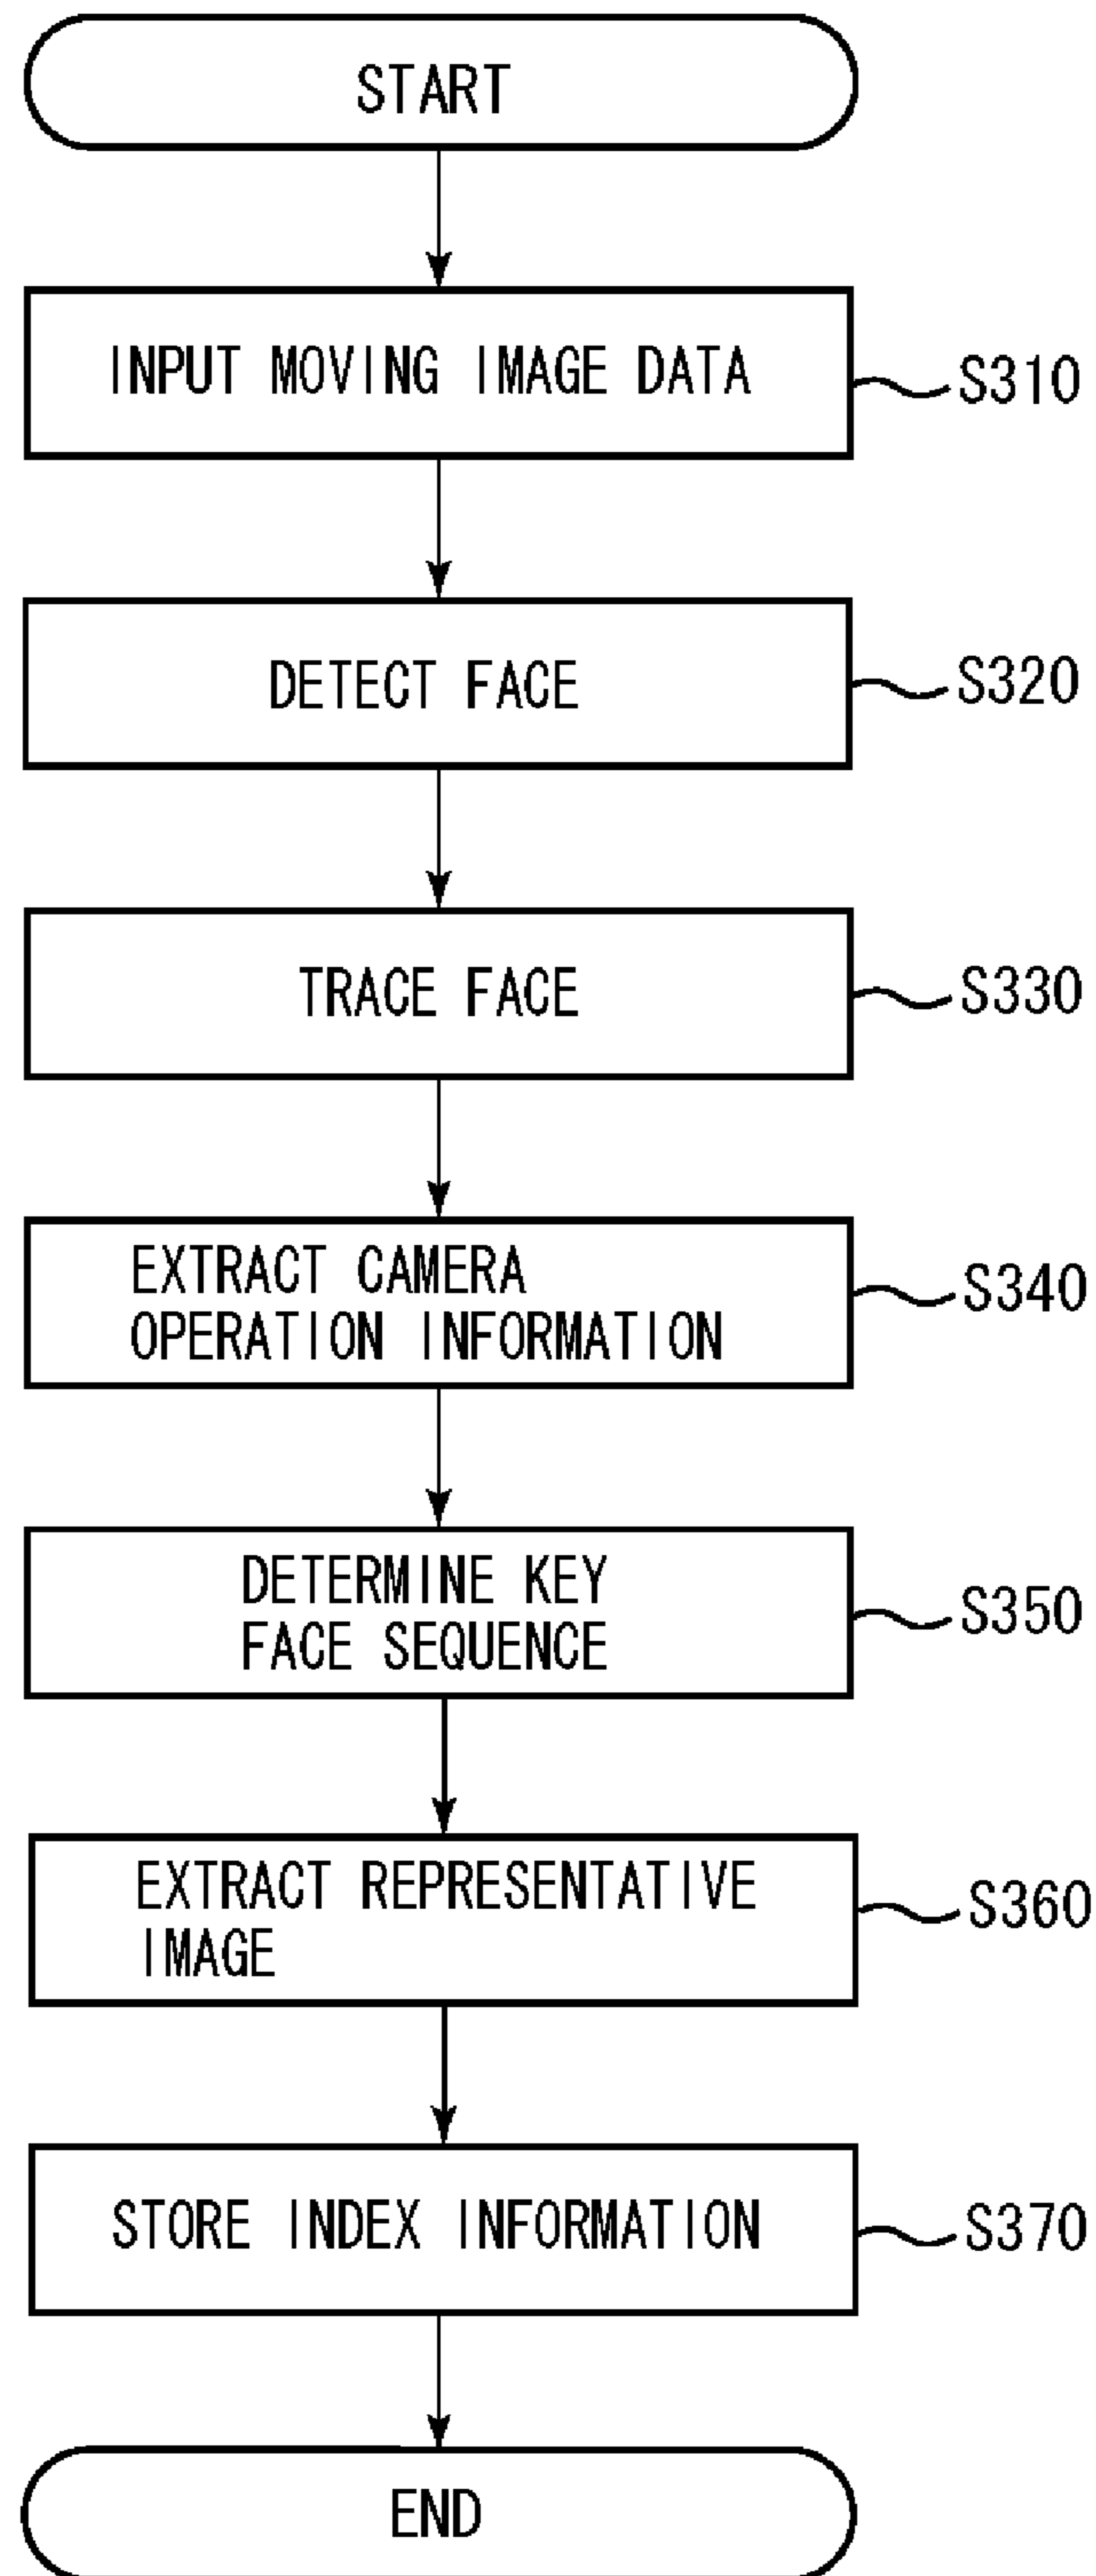 START
INPUT MOVING IMAGE DATA
S310
DETECT FACE
S320
TRACE FACE
S330
EXTRACT CAMERA
OPERATION INFORMATION
S340
DETERMINE KEY
FACE SEQUENCE
S350
EXTRACT REPRESENTATIVE
IMAGE
S360
STORE INDEX INFORMATION
S370
END